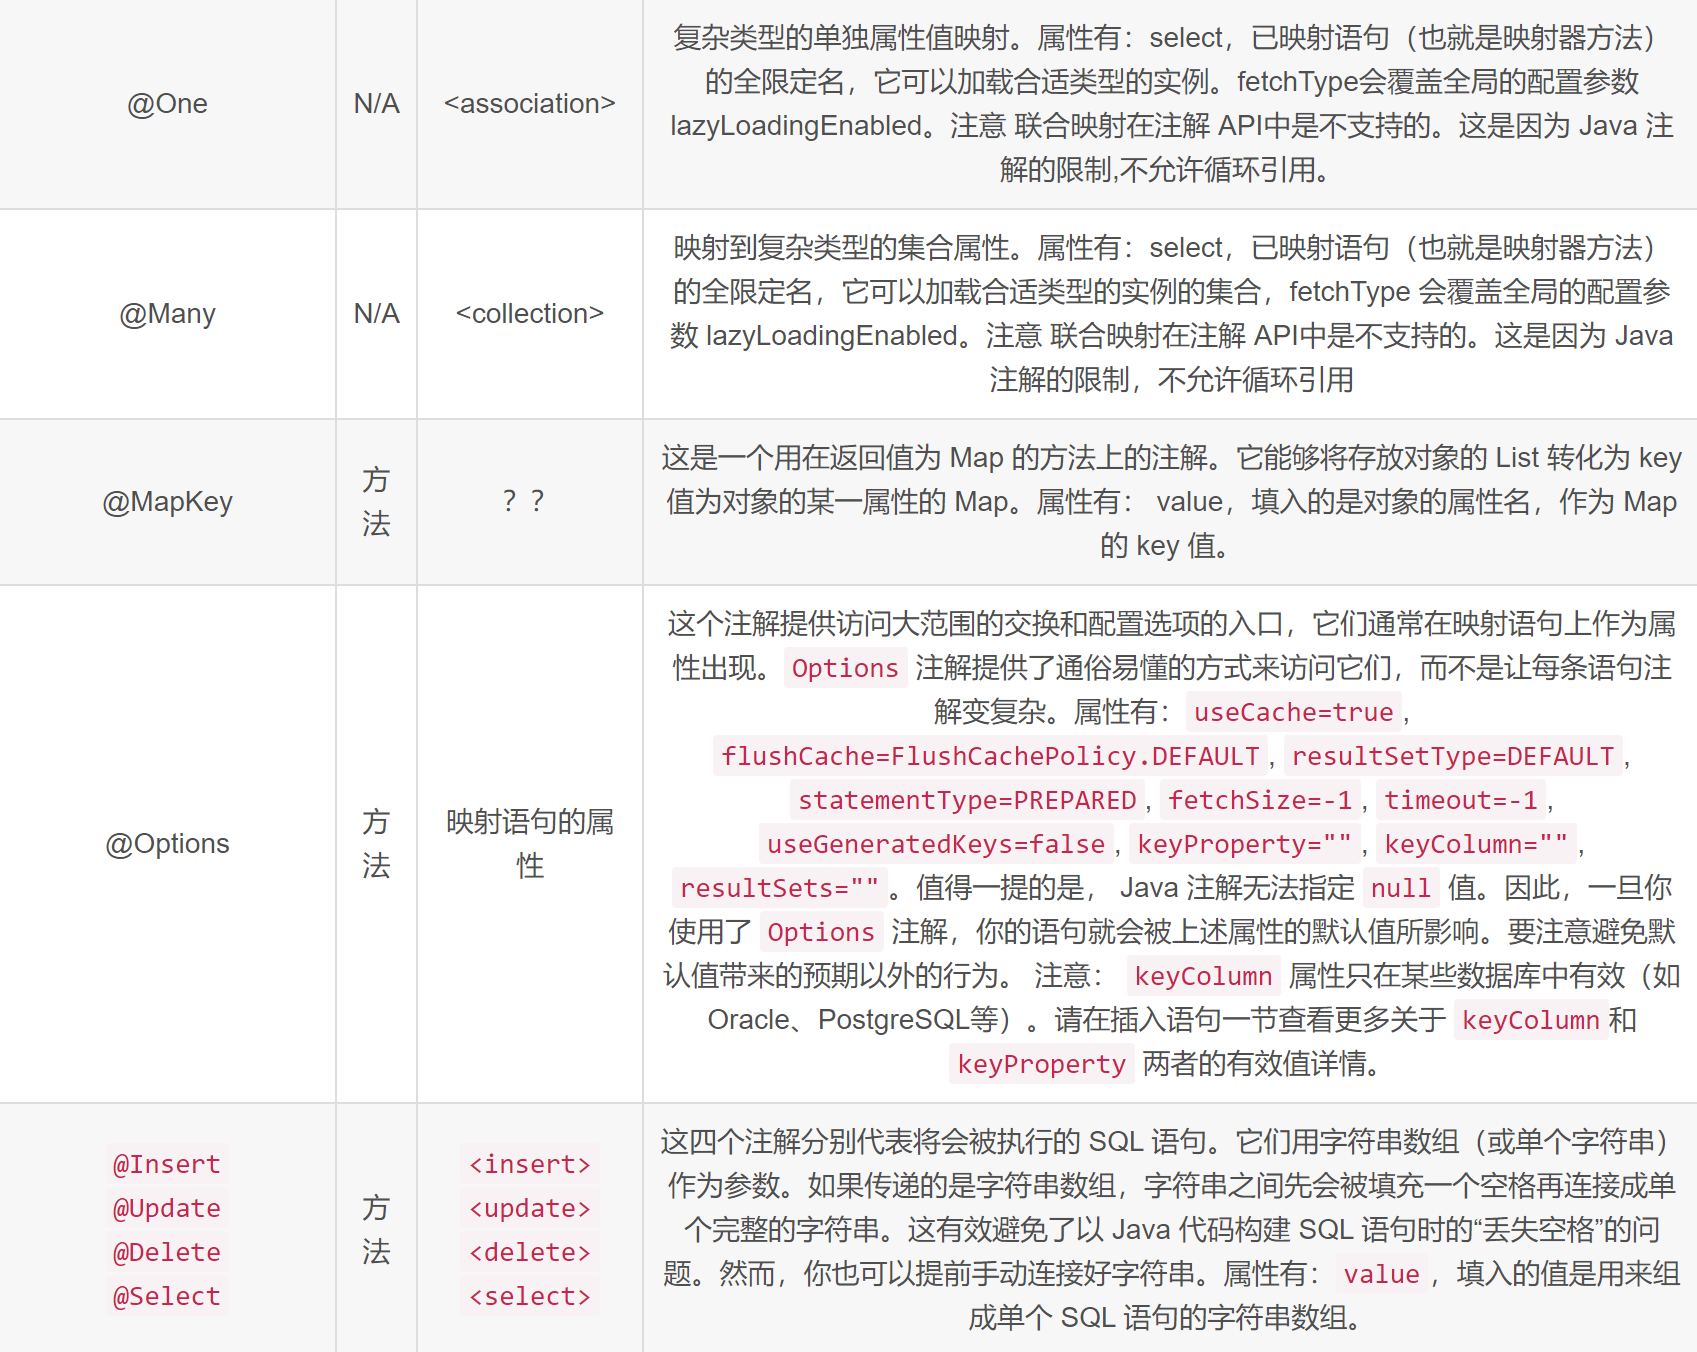 @One
N/A
<association>
复杂类型的单独属性值映射。属性有：select，已映射语句（也就是映射器方法）
的全限定名，它可以加载合适类型的实例。fetchType会覆盖全局的配置参数
lazyLoadingEnabled。注意 联合映射在注解 API中是不支持的。这是因为 Java 注
解的限制,不允许循环引用。
@Many
N/A
<collection>
映射到复杂类型的集合属性。属性有：select，已映射语句（也就是映射器方法）
的全限定名，它可以加载合适类型的实例的集合，fetchType 会覆盖全局的配置参
数 lazyLoadingEnabled。注意 联合映射在注解 API中是不支持的。这是因为 Java
注解的限制，不允许循环引用
@MapKey
方
法
？？
这是一个用在返回值为 Map 的方法上的注解。它能够将存放对象的 List 转化为 key
值为对象的某一属性的 Map。属性有： value，填入的是对象的属性名，作为 Map
的 key 值。
@Options
方
法
映射语句的属
性
这个注解提供访问大范围的交换和配置选项的入口，它们通常在映射语句上作为属
性出现。Options 注解提供了通俗易懂的方式来访问它们，而不是让每条语句注
解变复杂。属性有：useCache=true,
flushCache=FlushCachePolicy.DEFAULT, resultSetType=DEFAULT,
statementType=PREPARED, fetchSize=-1, timeout=-1,
useGeneratedKeys=false, keyProperty="", keyColumn="",
resultSets=""。值得一提的是， Java 注解无法指定 null 值。因此，一旦你
使用了 Options 注解，你的语句就会被上述属性的默认值所影响。要注意避免默
认值带来的预期以外的行为。 注意： keyColumn 属性只在某些数据库中有效（如
Oracle、PostgreSQL等）。请在插入语句一节查看更多关于 keyColumn和
keyProperty 两者的有效值详情。
@Insert
@Update
@Delete
@Select
方
法
<insert>
<update>
<delete>
<select>
这四个注解分别代表将会被执行的 SQL 语句。它们用字符串数组（或单个字符串）
作为参数。如果传递的是字符串数组，字符串之间先会被填充一个空格再连接成单
个完整的字符串。这有效避免了以 Java 代码构建 SQL 语句时的“丢失空格”的问
题。然而，你也可以提前手动连接好字符串。属性有： value，填入的值是用来组
成单个 SQL 语句的字符串数组。